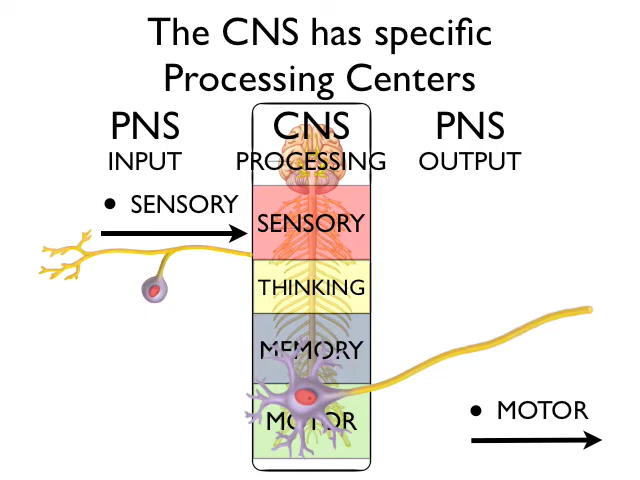 The CNS has specific
Processing Centers
PNS CNS PNS
INPUT PROCESSING OUTPUT
• SENSORY
SENSORY
THINKING
MEMORY
• MOTOR
MOTOR